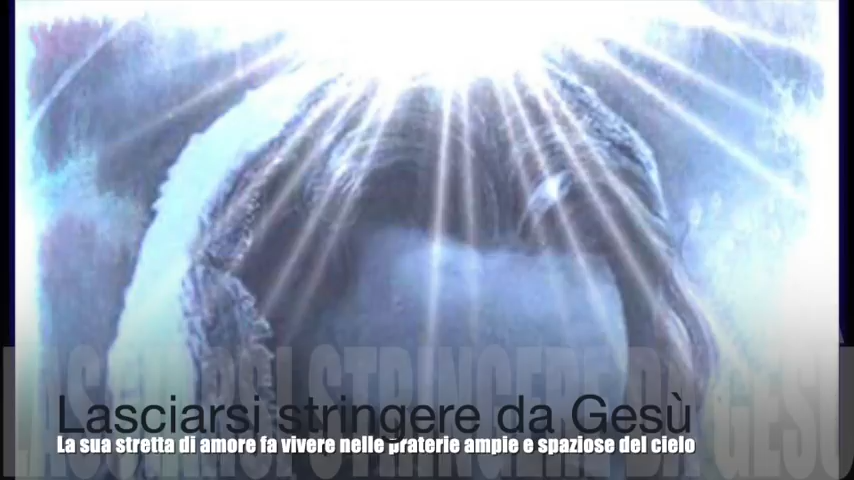 LASCIARSI STRINGERE DA GESÙ
Lasciarsi stringere da Gesù
La sua stretta di amore fa vivere nelle praterie ampie e spaziose del cielo